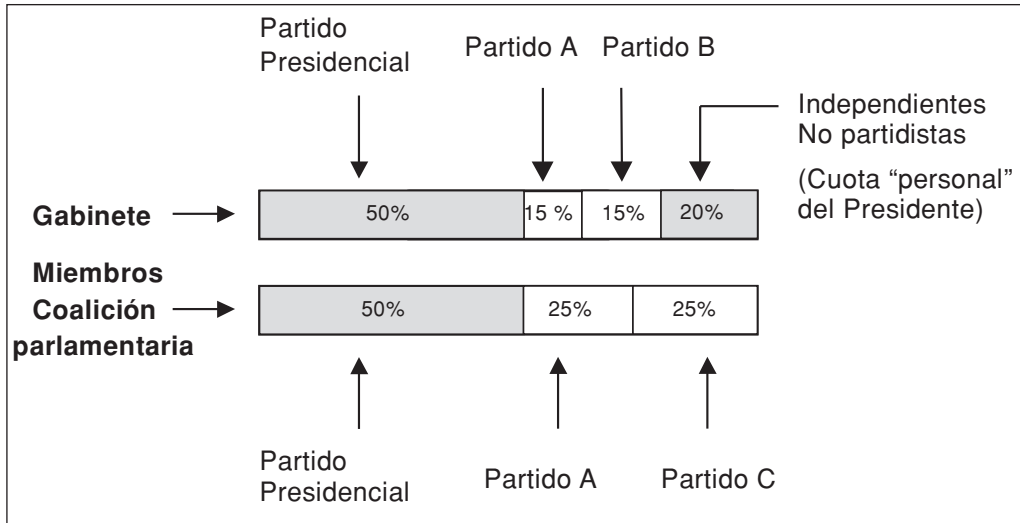 Partido
Presidencial
Partido A
Partido B
Independientes
No partidistas
(Cuota “personal”
del Presidente)
Gabinete
50%
15 %
15%
20%
Miembros
Coalición
parlamentaria
50%
25%
25%
Partido
Presidencial
Partido A
Partido C